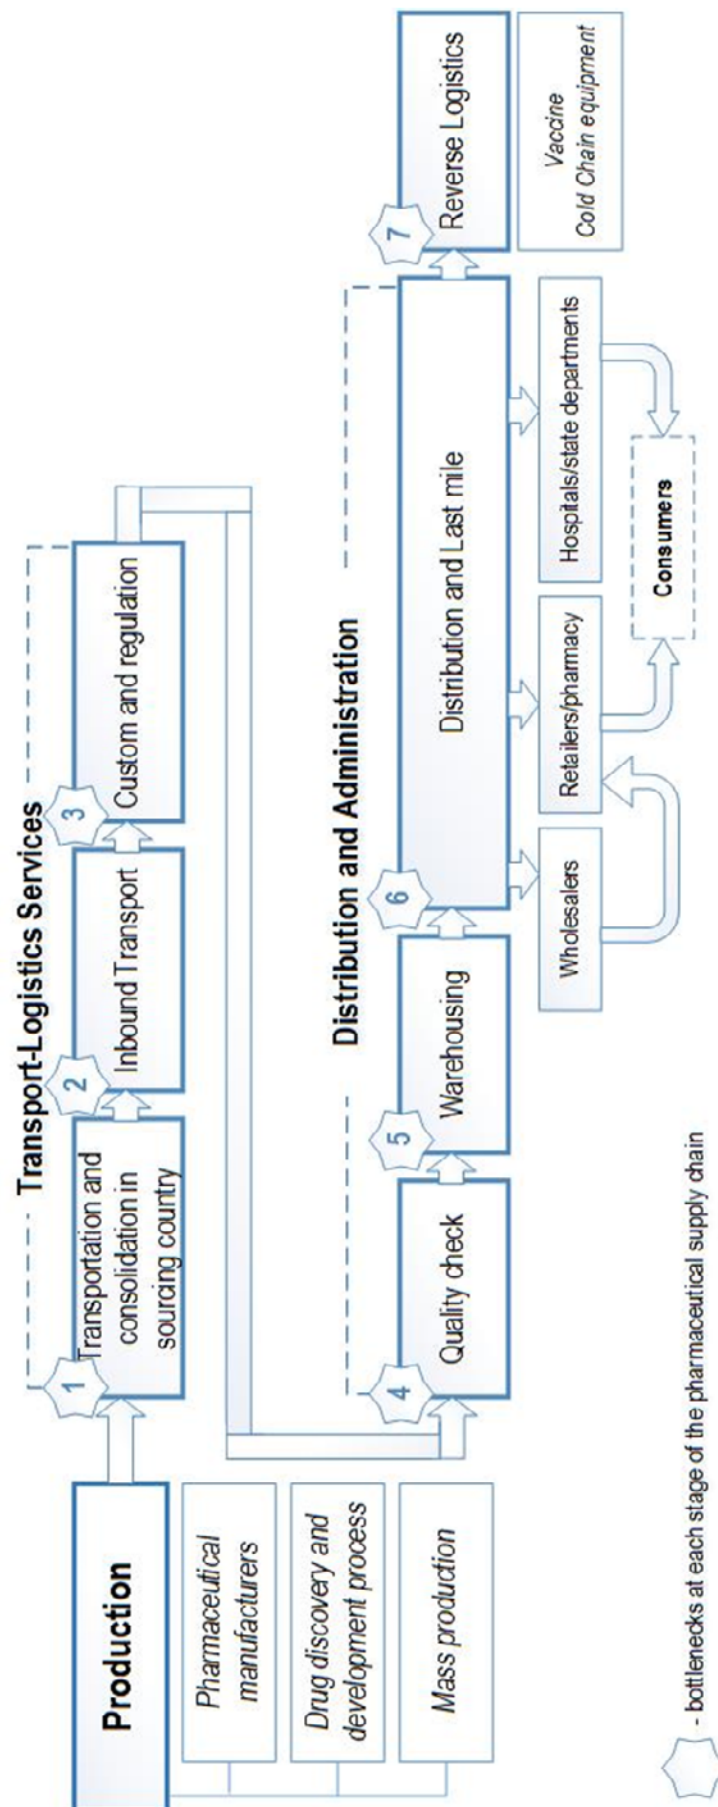 Production
Pharmaceutical
manufacturers
Drug discovery and
development process
Mass production
Transport-Logistics Services
1
Transportation and
consolidation in
sourcing country
2
Inbound Transport
3
Custom and regulation
Distribution and Administration
4
Quality check
5
Warehousing
6
Distribution and Last mile
7
Reverse Logistics
Vaccine
Cold Chain equipment
Wholesalers
Retailers/pharmacy
Hospitals/state departments
Consumers
- bottlenecks at each stage of the pharmaceutical supply chain